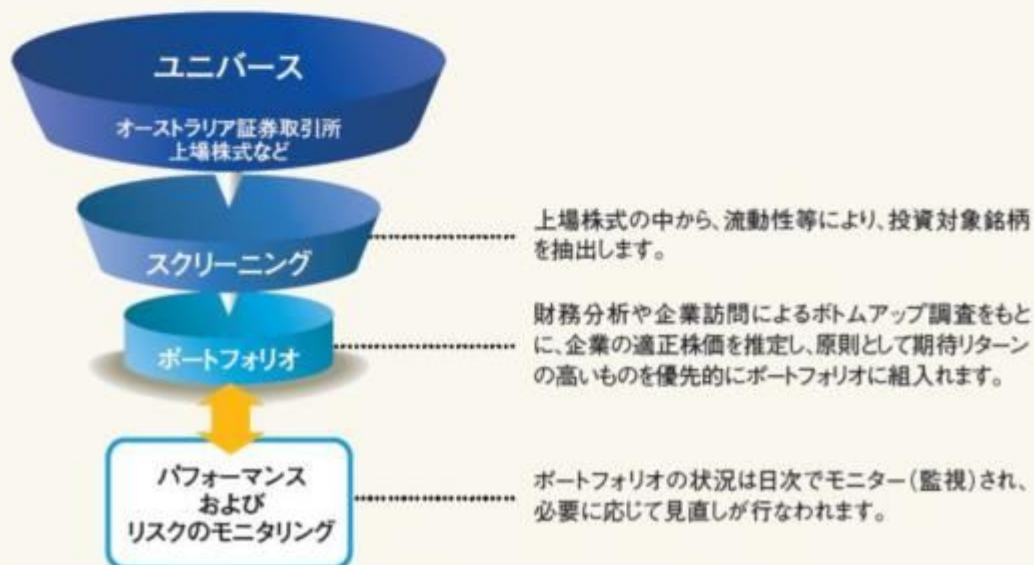 ユニバース
オーストラリア証券取引所
上場株式など
スクリーニング
上場株式の中から、流動性等により、投資対象銘柄
を抽出します。
ポートフォリオ
財務分析や企業訪問によるボトムアップ調査をもと
に、企業の適正株価を推定し、原則として期待リターン
の高いものを優先的にポートフォリオに組入れます。
パフォーマンス
および
リスクのモニタリング
ポートフォリオの状況は日次でモニター(監視)され、
必要に応じて見直しが行なわれます。